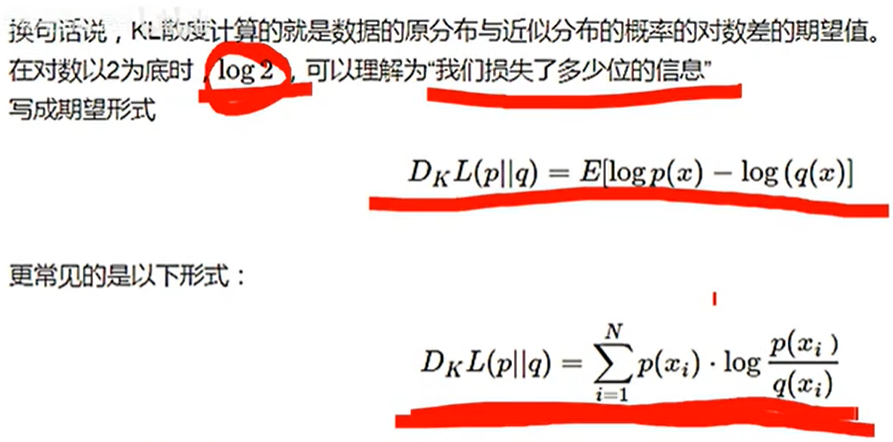 换句话说，KL散度计算的就是数据的原分布与近似分布的概率的对数差的期望值。
在对数以2为底时，log 2，可以理解为“我们损失了多少位的信息”
写成期望形式
D_K L(p||q) = E[log p(x) − log (q(x)]
更常见的是以下形式：
D_K L(p||q) = \sum_{i=1}^{N} p(x_i) · log \frac{p(x_i)}{q(x_i)}